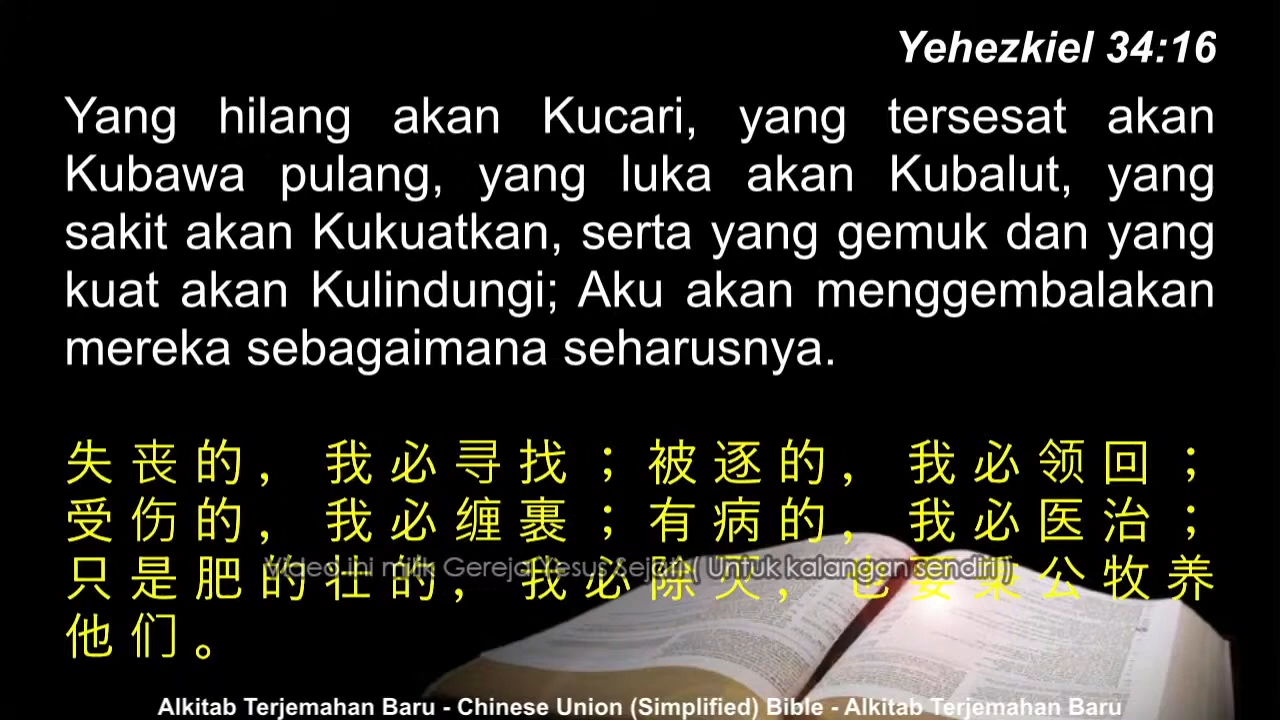 Yehezkiel 34:16
Yang hilang akan Kucari, yang tersesat akan
Kubawa pulang, yang luka akan Kubalut, yang
sakit akan Kukuatkan, serta yang gemuk dan yang
kuat akan Kulindungi; Aku akan menggembalakan
mereka sebagaimana seharusnya.
失丧的，我必寻找；被逐的，我必领回；
受伤的，我必缠裹；有病的，我必医治；
只是肥的壮的，我必除灭，也要秉公牧养
他们。
Video ini milik Gereja Yesus Sejati ( Untuk kalangan sendiri )
Alkitab Terjemahan Baru - Chinese Union (Simplified) Bible - Alkitab Terjemahan Baru